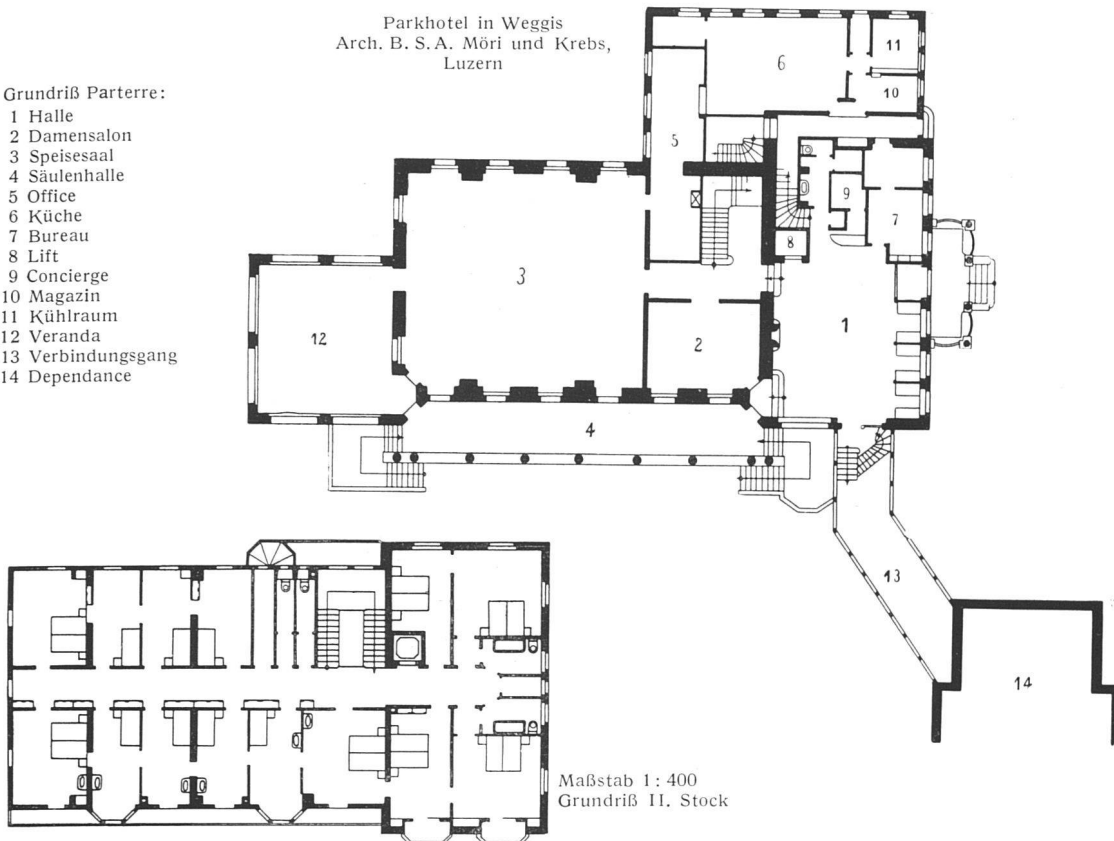 Parkhotel in Weggis
Arch. B. S. A. Möri und Krebs,
Luzern
Grundriß Parterre:
1 Halle
2 Damensalon
3 Speisesaal
4 Säulenhalle
5 Office
6 Küche
7 Bureau
8 Lift
9 Concierge
10 Magazin
11 Kühlraum
12 Veranda
13 Verbindungsgang
14 Dependance
11
6
10
5
9
7
8
3
12
1
2
4
13
14
Maßstab 1 : 400
Grundriß II. Stock